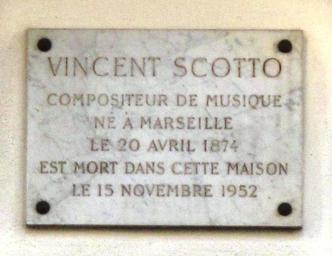 VINCENT SCOTTO
COMPOSITEUR DE MUSIQUE
NÉ À MARSEILLE
LE 20 AVRIL 1874
EST MORT DANS CETTE MAISON
LE 15 NOVEMBRE 1952